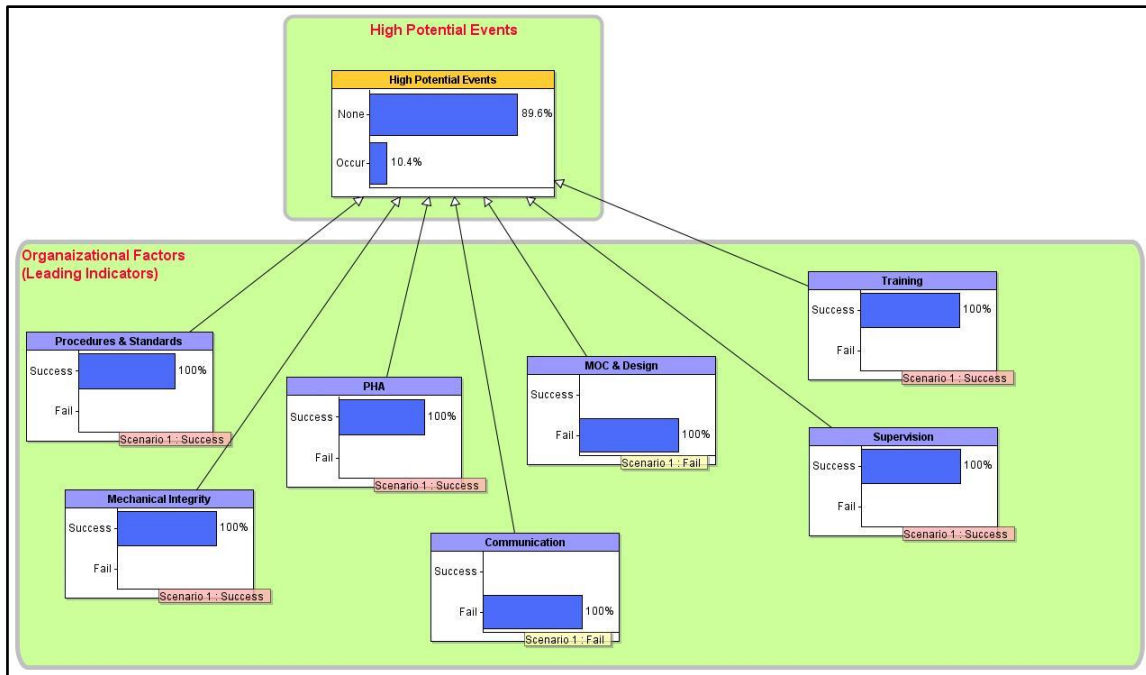 High Potential Events
High Potential Events
None
89.6%
Occur
10.4%
Organaizational Factors
(Leading Indicators)
Training
Success
100%
Fail
Scenario 1 : Success
Procedures & Standards
Success
100%
Fail
Scenario 1 : Success
PHA
Success
100%
Fail
Scenario 1 : Success
MOC & Design
Success
Fail
100%
Scenario 1 : Fail
Supervision
Success
100%
Fail
Scenario 1 : Success
Mechanical Integrity
Success
100%
Fail
Scenario 1 : Success
Communication
Success
Fail
100%
Scenario 1 : Fail